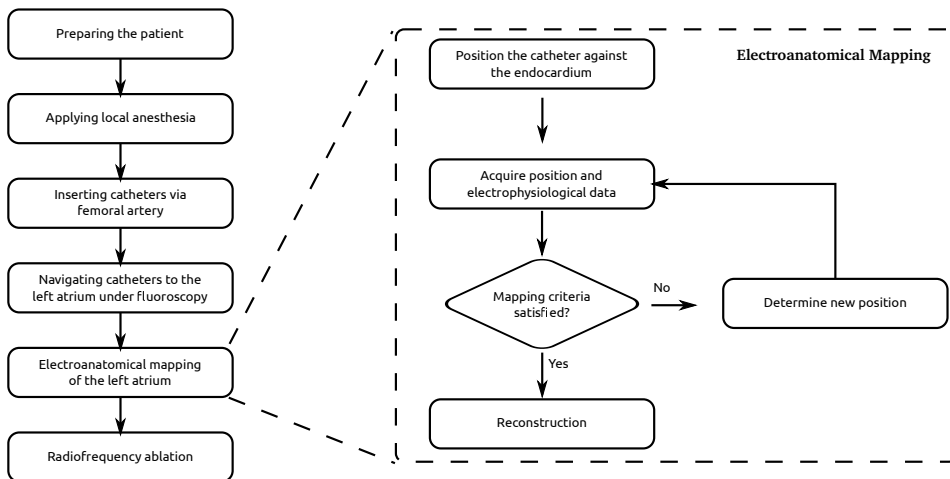 Preparing the patient
Applying local anesthesia
Inserting catheters via
femoral artery
Navigating catheters to the
left atrium under fluoroscopy
Electroanatomical mapping
of the left atrium
Radiofrequency ablation
Electroanatomical Mapping
Position the catheter against
the endocardium
Acquire position and
electrophysiological data
Mapping criteria
satisfied?
No
Determine new position
Yes
Reconstruction